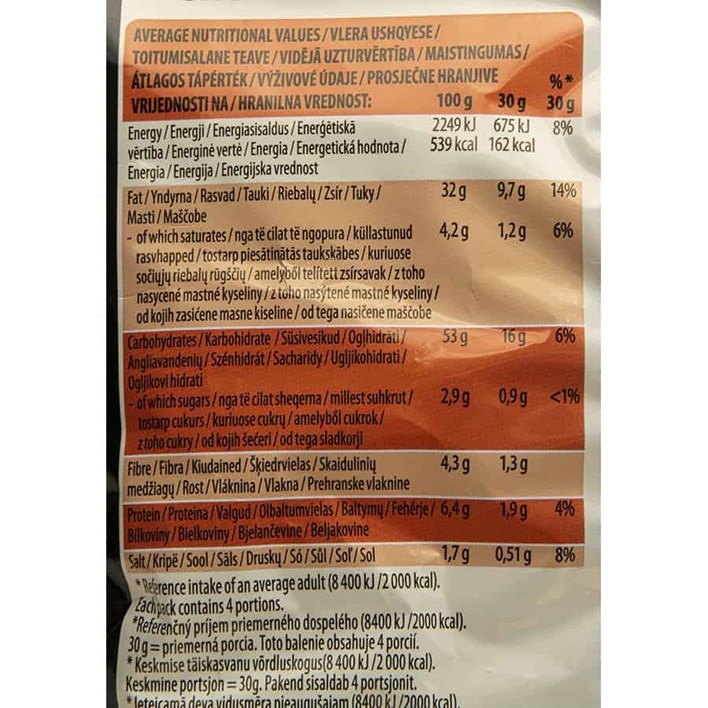 AVERAGE NUTRITIONAL VALUES / VLERA USHQYESE /
TOITUMISALANE TEAVE / VIDĒJĀ UZTURVĒRTĪBA / MAISTINGUMAS /
ÁTLAGOS TÁPÉRTÉK / VÝŽIVOVÉ ÚDAJE / PROSJEČNE HRANJIVE %*
VRIJEDNOSTI NA / HRANILNA VREDNOST: 100 g 30 g 30 g
Energy / Energji / Energiasisaldus / Enerģētiskā 2249 kJ 675 kJ 8%
vērtība / Energinė vertė / Energia / Energetická hodnota / 539 kcal 162 kcal
Energia / Energija / Energijska vrednost
Fat / Yndyrna / Rasvad / Tauki / Riebalų / Zsír / Tuky / 32 g 9,7 g 14%
Masti / Maščobe
- of which saturates / nga të cilat të ngopura / küllastunud 4,2 g 1,2 g 6%
rasvhapped / tostarp piesātinātās taukskābes / kuriuose
sočiųjų riebalų rūgščių / amelyből telített zsírsavak / z toho
nasycené mastné kyseliny / z toho nasýtené mastné kyseliny /
od kojih zasićene masne kiseline / od tega nasičene maščobe
Carbohydrates / Karbohidrate / Süsivesikud / Ogļhidrāti / 53 g 16 g 6%
Angliavandenių / Szénhidrát / Sacharidy / Ugljikohidrati /
Ogljikovi hidrati
- of which sugars / nga të cilat sheqerna / millest suhkrut / 2,9 g 0,9 g <1%
tostarp cukurs / kuriuose cukrų / amelyből cukrok /
z toho cukry / od kojih šećeri / od tega sladkorji
Fibre / Fibra / Kiudained / Šķiedrvielas / Skaidulinių 4,3 g 1,3 g
medžiagų / Rost / Vláknina / Vlakna / Prehranske vlaknine
Protein / Proteina / Valgud / Olbaltumvielas / Baltymų / Fehérje / 6,4 g 1,9 g 4%
Bílkoviny / Bielkoviny / Bjelančevine / Beljakovine
Salt / Kripë / Sool / Sāls / Druskų / Só / Sůl / Soľ / Sol 1,7 g 0,51 g 8%
*Reference intake of an average adult (8 400 kJ /2 000 kcal).
Each pack contains 4 portions.
*Referenčný príjem priemerného dospelého (8400 kJ /2000 kcal).
30 g = priemerná porcia. Toto balenie obsahuje 4 porcií.
*Keskmise täiskasvanu võrdluskogus(8 400 kJ /2 000 kcal).
Keskmine portsjon = 30g. Pakend sisaldab 4 portsjonit.
*Ieteicamā deva vidusmēra pieaugušajam (8400 kJ /2000 kcal).